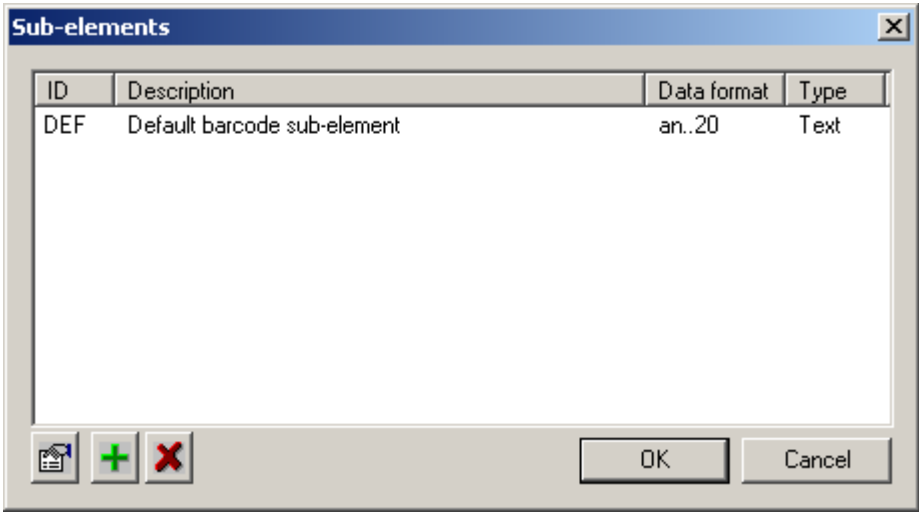 Sub-elements
ID Description Data format Type
DEF Default barcode sub-element an..20 Text
OK Cancel